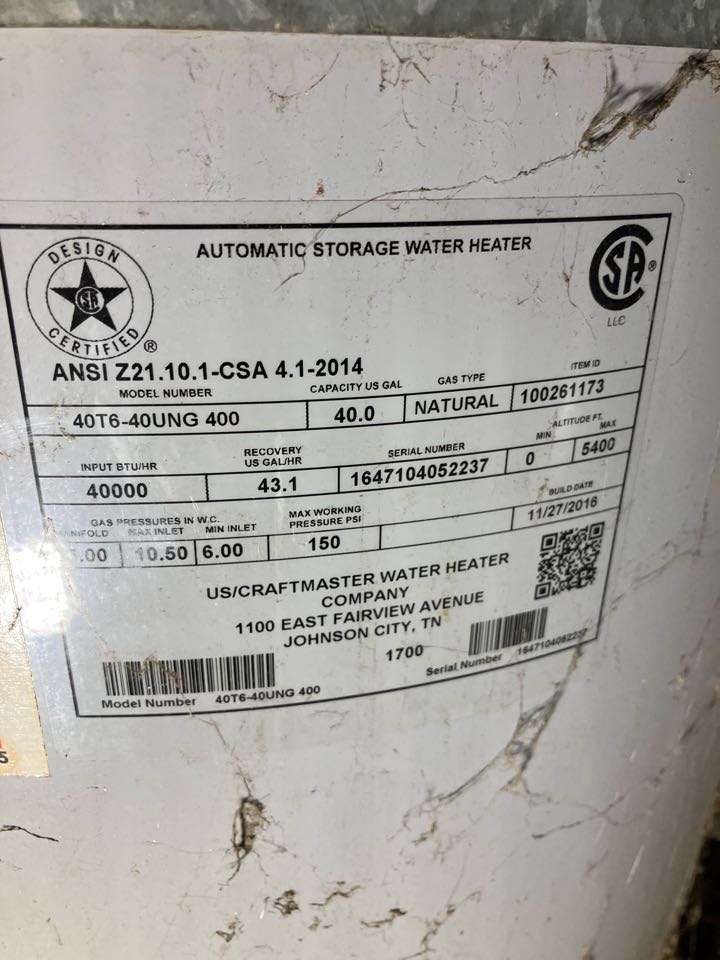 DESIGN
CSA
CERTIFIED
®
AUTOMATIC STORAGE WATER HEATER
CSA ®
LLC
ANSI Z21.10.1-CSA 4.1-2014
MODEL NUMBER CAPACITY US GAL GAS TYPE ITEM ID
40T6-40UNG 400 40.0 NATURAL 100261173
INPUT BTU/HR RECOVERY US GAL/HR SERIAL NUMBER MIN ALTITUDE FT. MAX
40000 43.1 1647104052237 0 5400
GAS PRESSURES IN W.C. MAX WORKING PRESSURE PSI BUILD DATE
MAX INLET MIN INLET
10.50 6.00 150 11/27/2016
US/CRAFTMASTER WATER HEATER
COMPANY
1100 EAST FAIRVIEW AVENUE
JOHNSON CITY, TN
1700
Model Number 40T6-40UNG 400
Serial Number 1647104052237